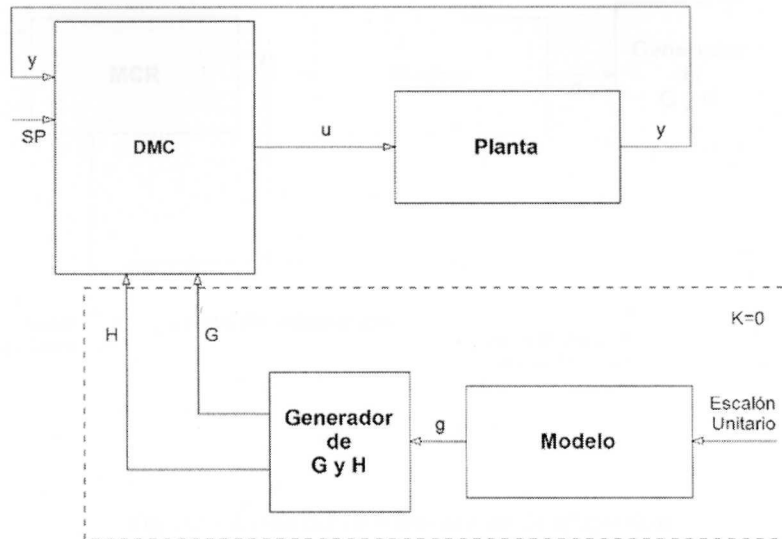 y
SP
DMC
u
Planta
y
H
G
K=0
Generador
de
G y H
g
Modelo
Escalón
Unitario